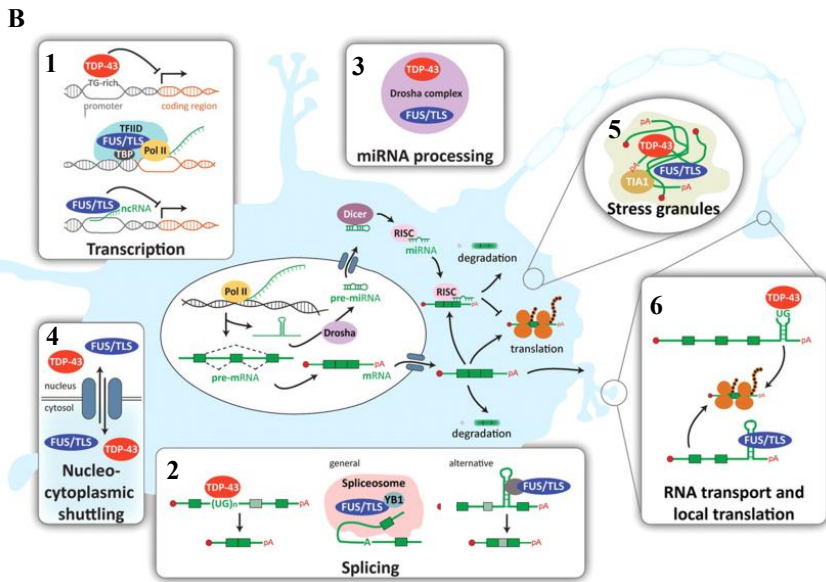 B
1
TDP-43
TG-rich
promoter
coding region
TFIID
FUS/TLS
TBP
Pol II
FUS/TLS
ncRNA
Transcription
3
TDP-43
Drosha complex
FUS/TLS
miRNA processing
5
pA
TDP-43
pA
FUS/TLS
TIA1
pA
Stress granules
Dicer
RISC
miRNA
degradation
Pol II
pre-miRNA
RISC
pA
Drosha
translation
pA
pre-mRNA
pA
mRNA
pA
degradation
4
FUS/TLS
TDP-43
nucleus
cytosol
FUS/TLS
TDP-43
Nucleo-
cytoplasmic
shuttling
2
TDP-43
(UG)n
pA
pA
general
Spliceosome
YB1
FUS/TLS
A
alternative
FUS/TLS
pA
pA
Splicing
6
TDP-43
UG
pA
pA
FUS/TLS
pA
RNA transport and
local translation